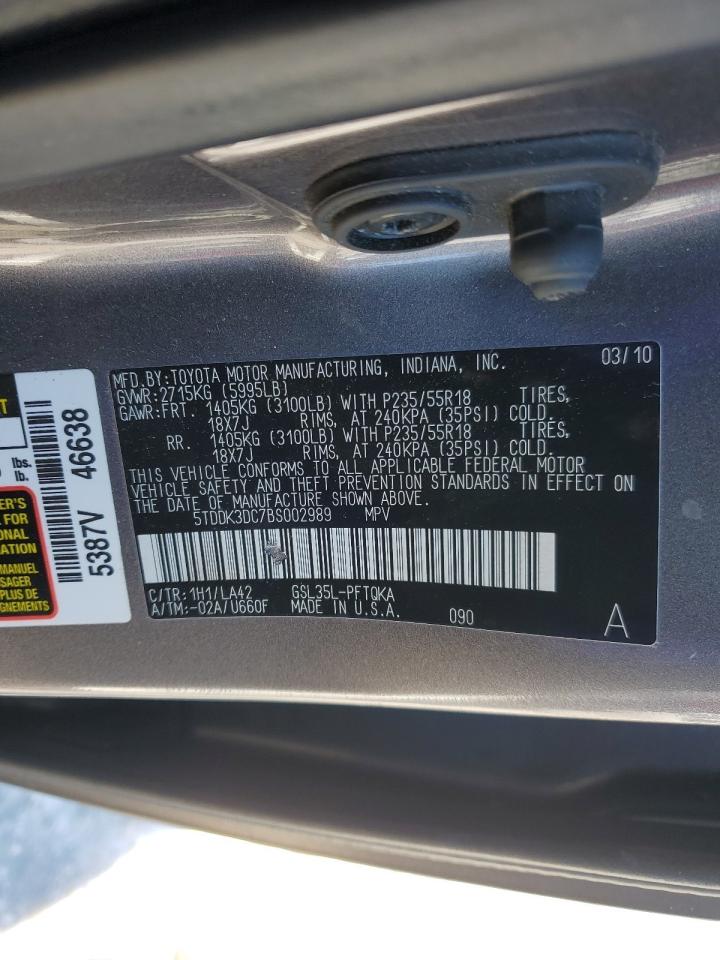 MFD.BY:TOYOTA MOTOR MANUFACTURING, INDIANA, INC. 03/10
GVWR:2715KG (5995LB)
GAWR:FRT. 1405KG (3100LB) WITH P235/55R18 TIRES,
18X7J RIMS, AT 240KPA (35PSI) COLD.
RR. 1405KG (3100LB) WITH P235/55R18 TIRES,
18X7J RIMS, AT 240KPA (35PSI) COLD.
THIS VEHICLE CONFORMS TO ALL APPLICABLE FEDERAL MOTOR
VEHICLE SAFETY AND THEFT PREVENTION STANDARDS IN EFFECT ON
THE DATE OF MANUFACTURE SHOWN ABOVE.
5TDDK3DC7BS002989 MPV
C/TR:1H1/LA42 GSL35L-PFTQKA
A/TM:-02A/U660F MADE IN U.S.A. 090
A
lbs.
lb.
FOR
MANUEL
PLUS DE
5387V 46638